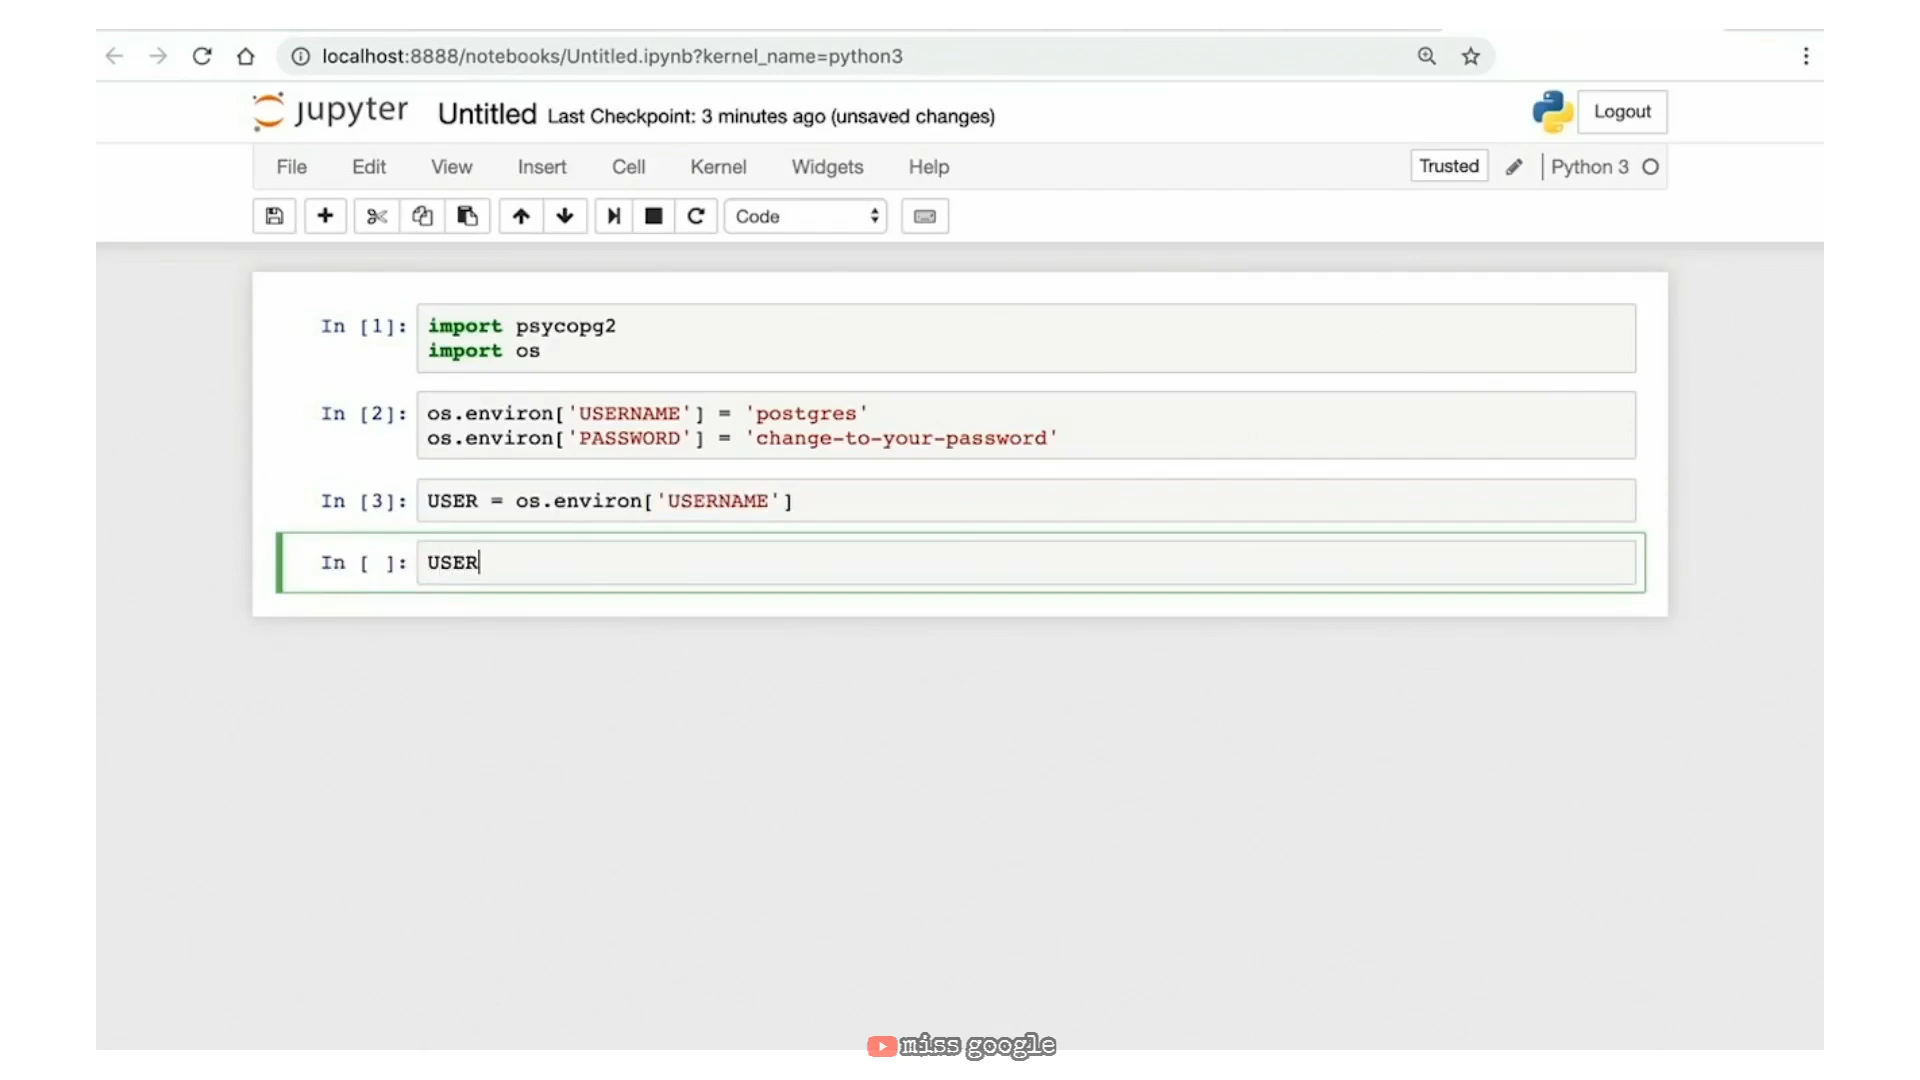 localhost:8888/notebooks/Untitled.ipynb?kernel_name=python3
jupyter Untitled Last Checkpoint: 3 minutes ago (unsaved changes) Logout
File Edit View Insert Cell Kernel Widgets Help Trusted Python 3
Code
In [1]: import psycopg2
import os
In [2]: os.environ['USERNAME'] = 'postgres'
os.environ['PASSWORD'] = 'change-to-your-password'
In [3]: USER = os.environ['USERNAME']
In [ ]: USER
miss google